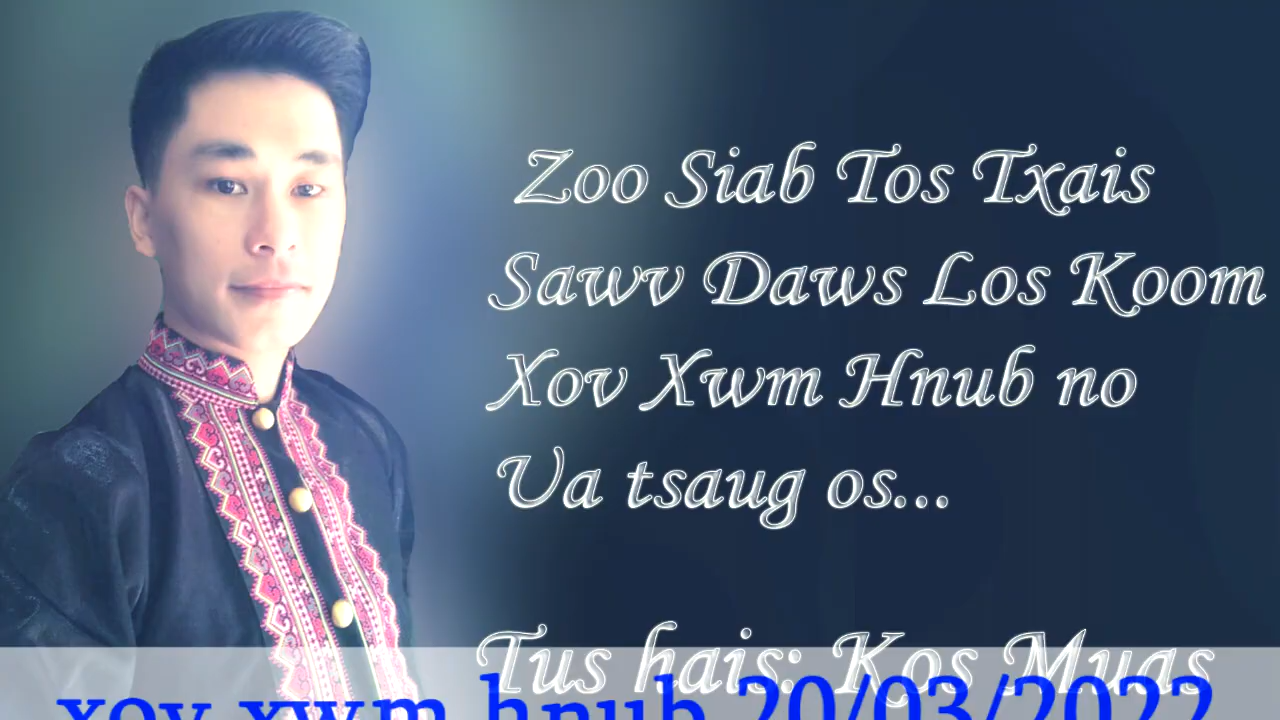 Zoo Siab Tos Txais
Sawv Daws Los Koom
Xov Xwm Hnub no
Ua tsaug os...
Tus hais: Kos Muas
xov xwm hnub 20/03/2022